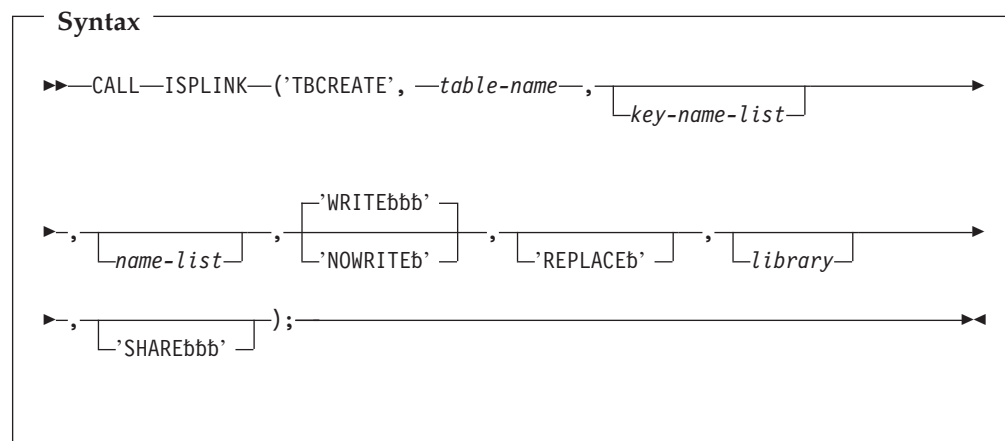 Syntax
CALL ISPLINK ('TBCREATE', table-name , ,
key-name-list
, , 'WRITEƀƀƀ' , , ,
name-list 'NOWRITEƀ' 'REPLACEƀ' library
, );
'SHAREƀƀƀ'